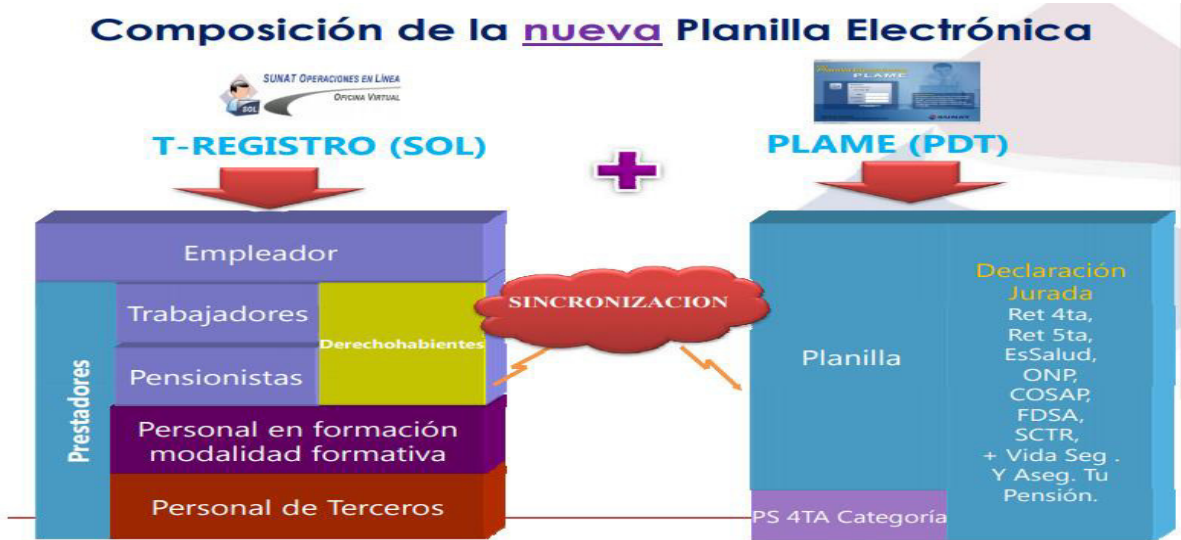 Composición de la nueva Planilla Electrónica
SUNAT OPERACIONES EN LÍNEA
OFICINA VIRTUAL
SOL
T-REGISTRO (SOL)
PLAME
SUNAT
PLAME (PDT)
Empleador
Prestadores
Trabajadores
Pensionistas
Derechohabientes
Personal en formación
modalidad formativa
Personal de Terceros
SINCRONIZACION
Planilla
PS 4TA Categoría
Declaración
Jurada
Ret 4ta,
Ret 5ta,
EsSalud,
ONP,
COSAP,
FDSA,
SCTR,
+ Vida Seg .
Y Aseg. Tu
Pensión.